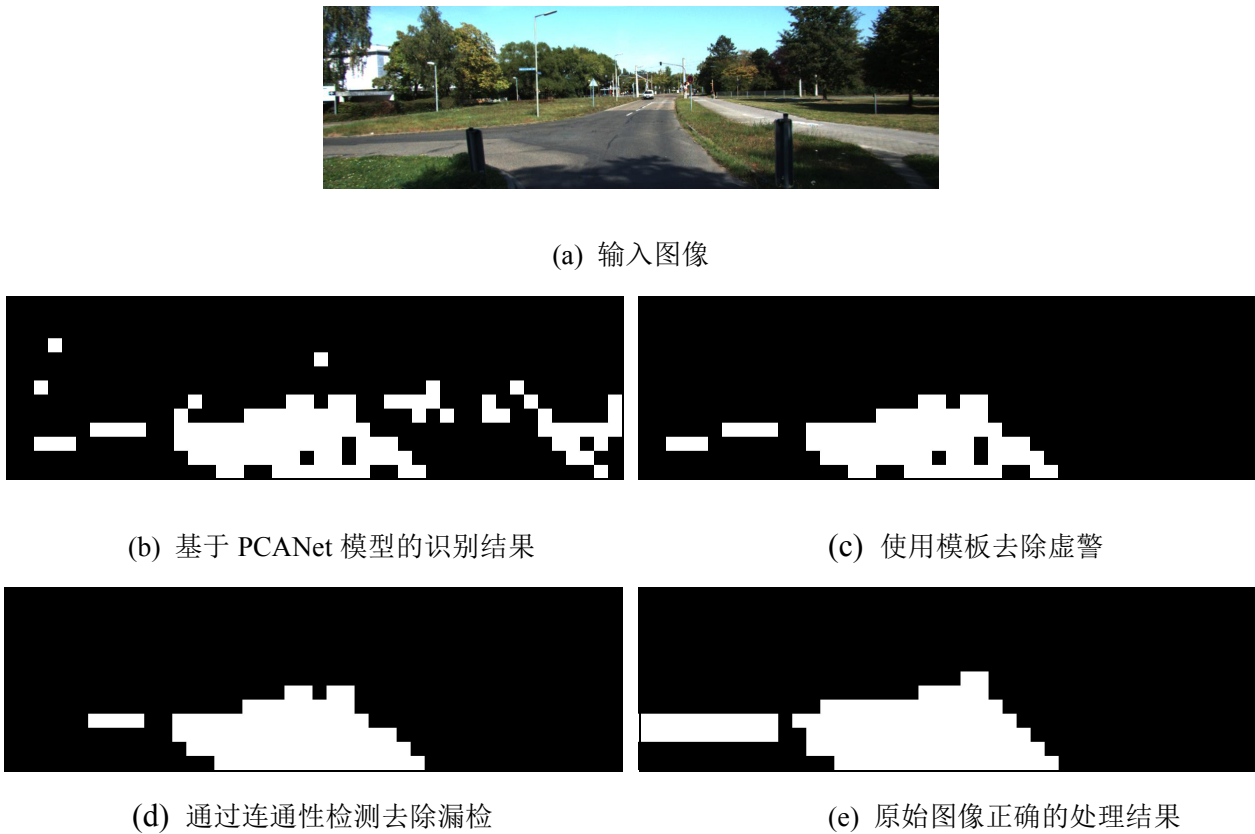 (a) 输入图像
(b) 基于 PCANet 模型的识别结果
(c) 使用模板去除虚警
(d) 通过连通性检测去除漏检
(e) 原始图像正确的处理结果